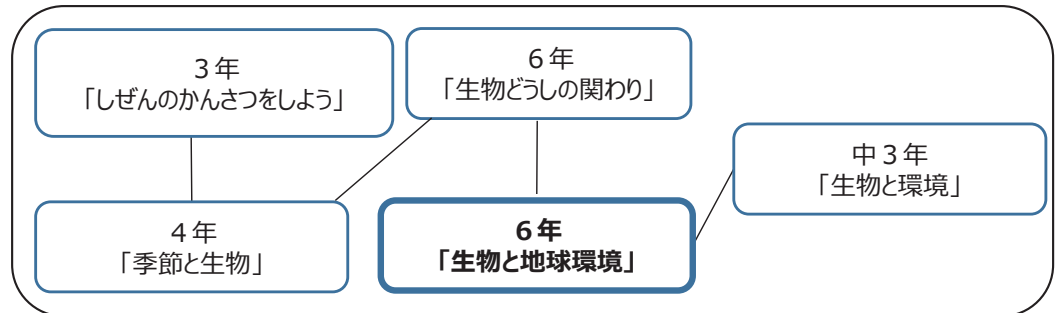 ３年
「しぜんのかんさつをしよう」
６年
「生物どうしの関わり」
中３年
「生物と環境」
４年
「季節と生物」
６年
「生物と地球環境」